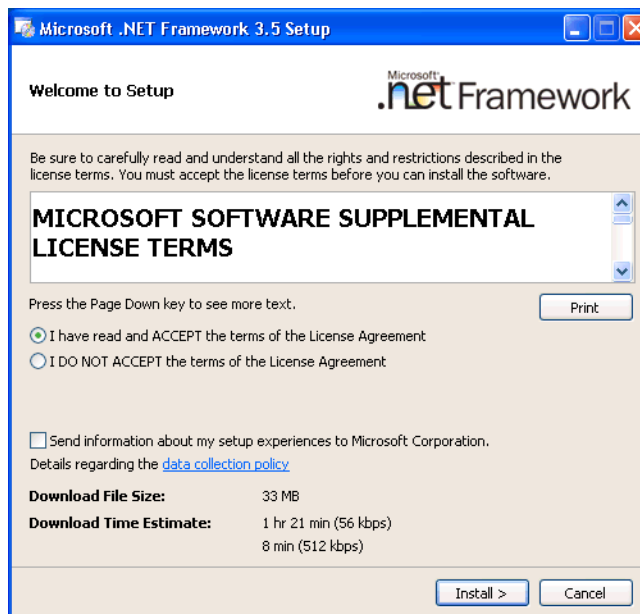 Microsoft .NET Framework 3.5 Setup
Welcome to Setup
Microsoft
.net Framework
Be sure to carefully read and understand all the rights and restrictions described in the
license terms. You must accept the license terms before you can install the software.
MICROSOFT SOFTWARE SUPPLEMENTAL
LICENSE TERMS
Press the Page Down key to see more text.
Print
I have read and ACCEPT the terms of the License Agreement
I DO NOT ACCEPT the terms of the License Agreement
Send information about my setup experiences to Microsoft Corporation.
Details regarding the data collection policy
Download File Size: 33 MB
Download Time Estimate: 1 hr 21 min (56 kbps)
8 min (512 kbps)
Install > Cancel